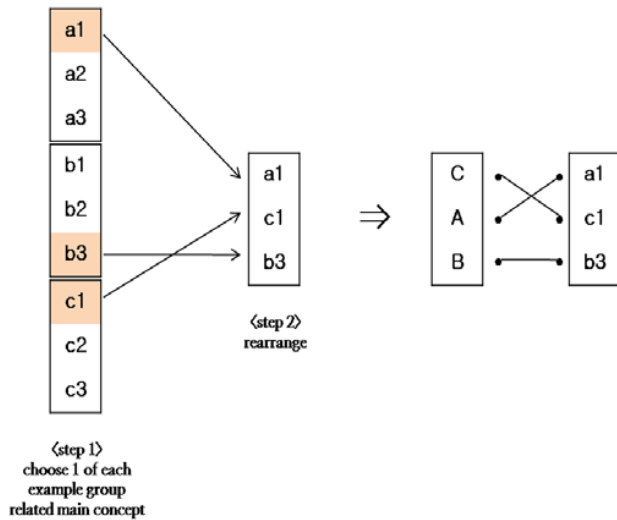 a1
a2
a3
b1
b2
b3
c1
c2
c3
〈step 1〉
choose 1 of each
example group
related main concept
a1
c1
b3
〈step 2〉
rearrange
⇒
C
A
B
a1
c1
b3